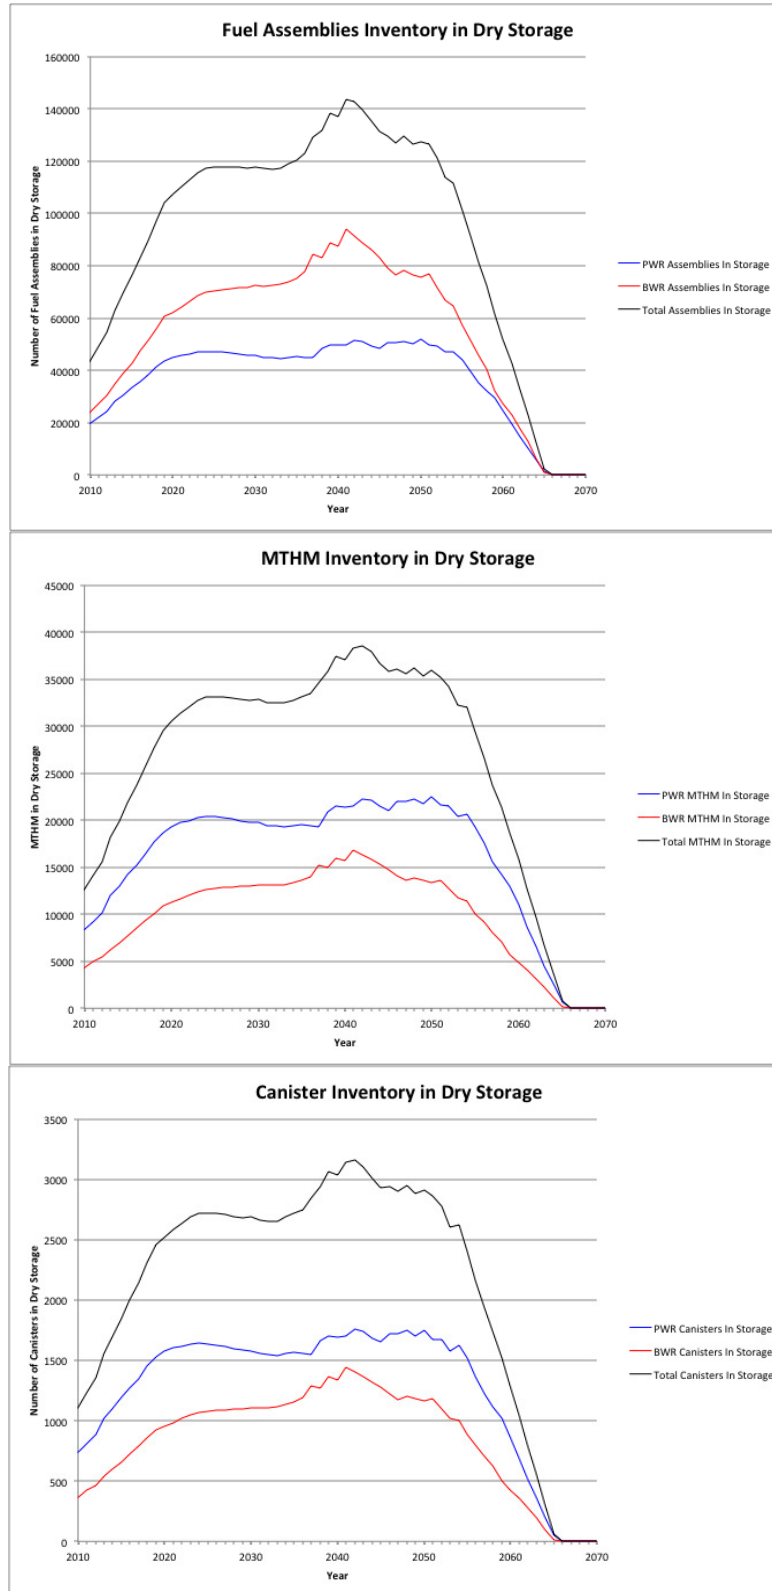 Fuel Assemblies Inventory in Dry Storage
160000
140000
120000
100000
80000
60000
40000
20000
0
Number of Fuel Assemblies in Dry Storage
2010 2020 2030 2040 2050 2060 2070
Year
PWR Assemblies In Storage
BWR Assemblies In Storage
Total Assemblies In Storage
MTHM Inventory in Dry Storage
45000
40000
35000
30000
25000
20000
15000
10000
5000
0
MTHM in Dry Storage
2010 2020 2030 2040 2050 2060 2070
Year
PWR MTHM In Storage
BWR MTHM In Storage
Total MTHM In Storage
Canister Inventory in Dry Storage
3500
3000
2500
2000
1500
1000
500
0
Number of Canisters in Dry Storage
2010 2020 2030 2040 2050 2060 2070
Year
PWR Canisters In Storage
BWR Canisters In Storage
Total Canisters In Storage